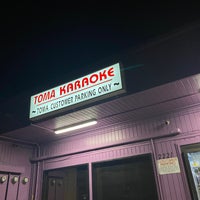 TOMA KARAOKE
~ TOMA CUSTOMER PARKING ONLY ~